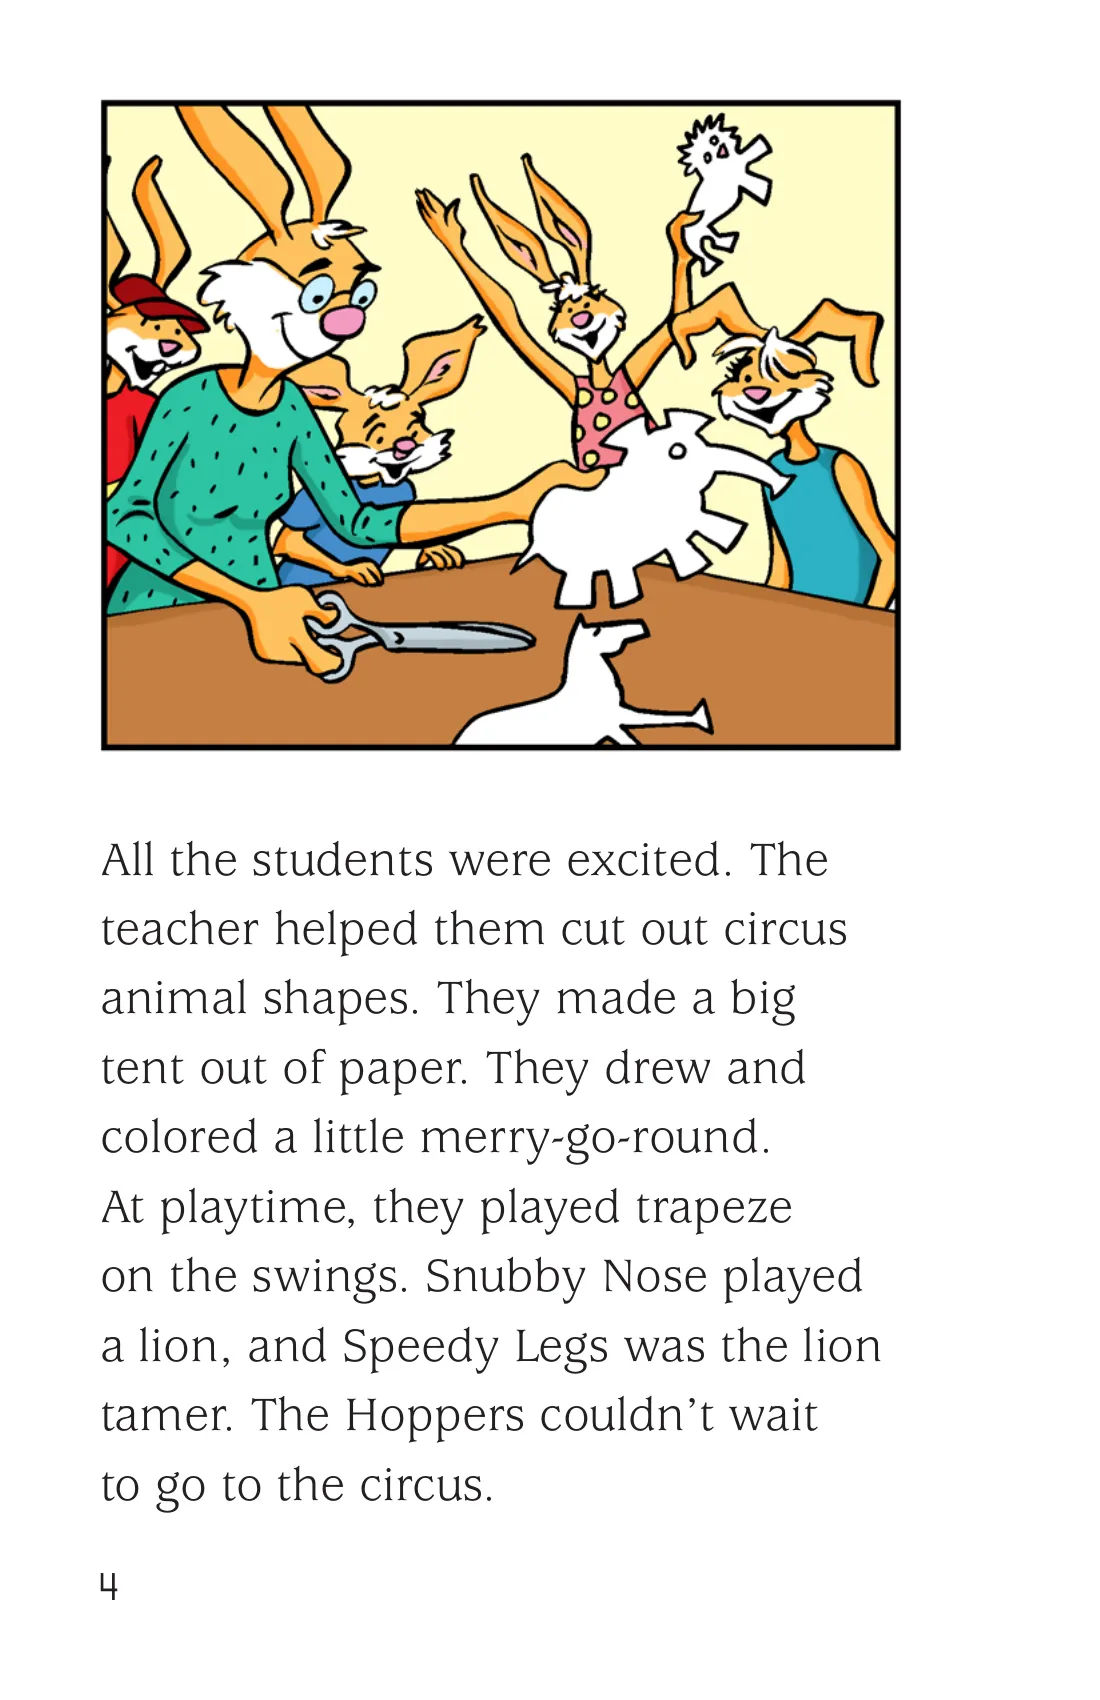 All the students were excited. The
teacher helped them cut out circus
animal shapes. They made a big
tent out of paper. They drew and
colored a little merry-go-round.
At playtime, they played trapeze
on the swings. Snubby Nose played
a lion, and Speedy Legs was the lion
tamer. The Hoppers couldn’t wait
to go to the circus.
4